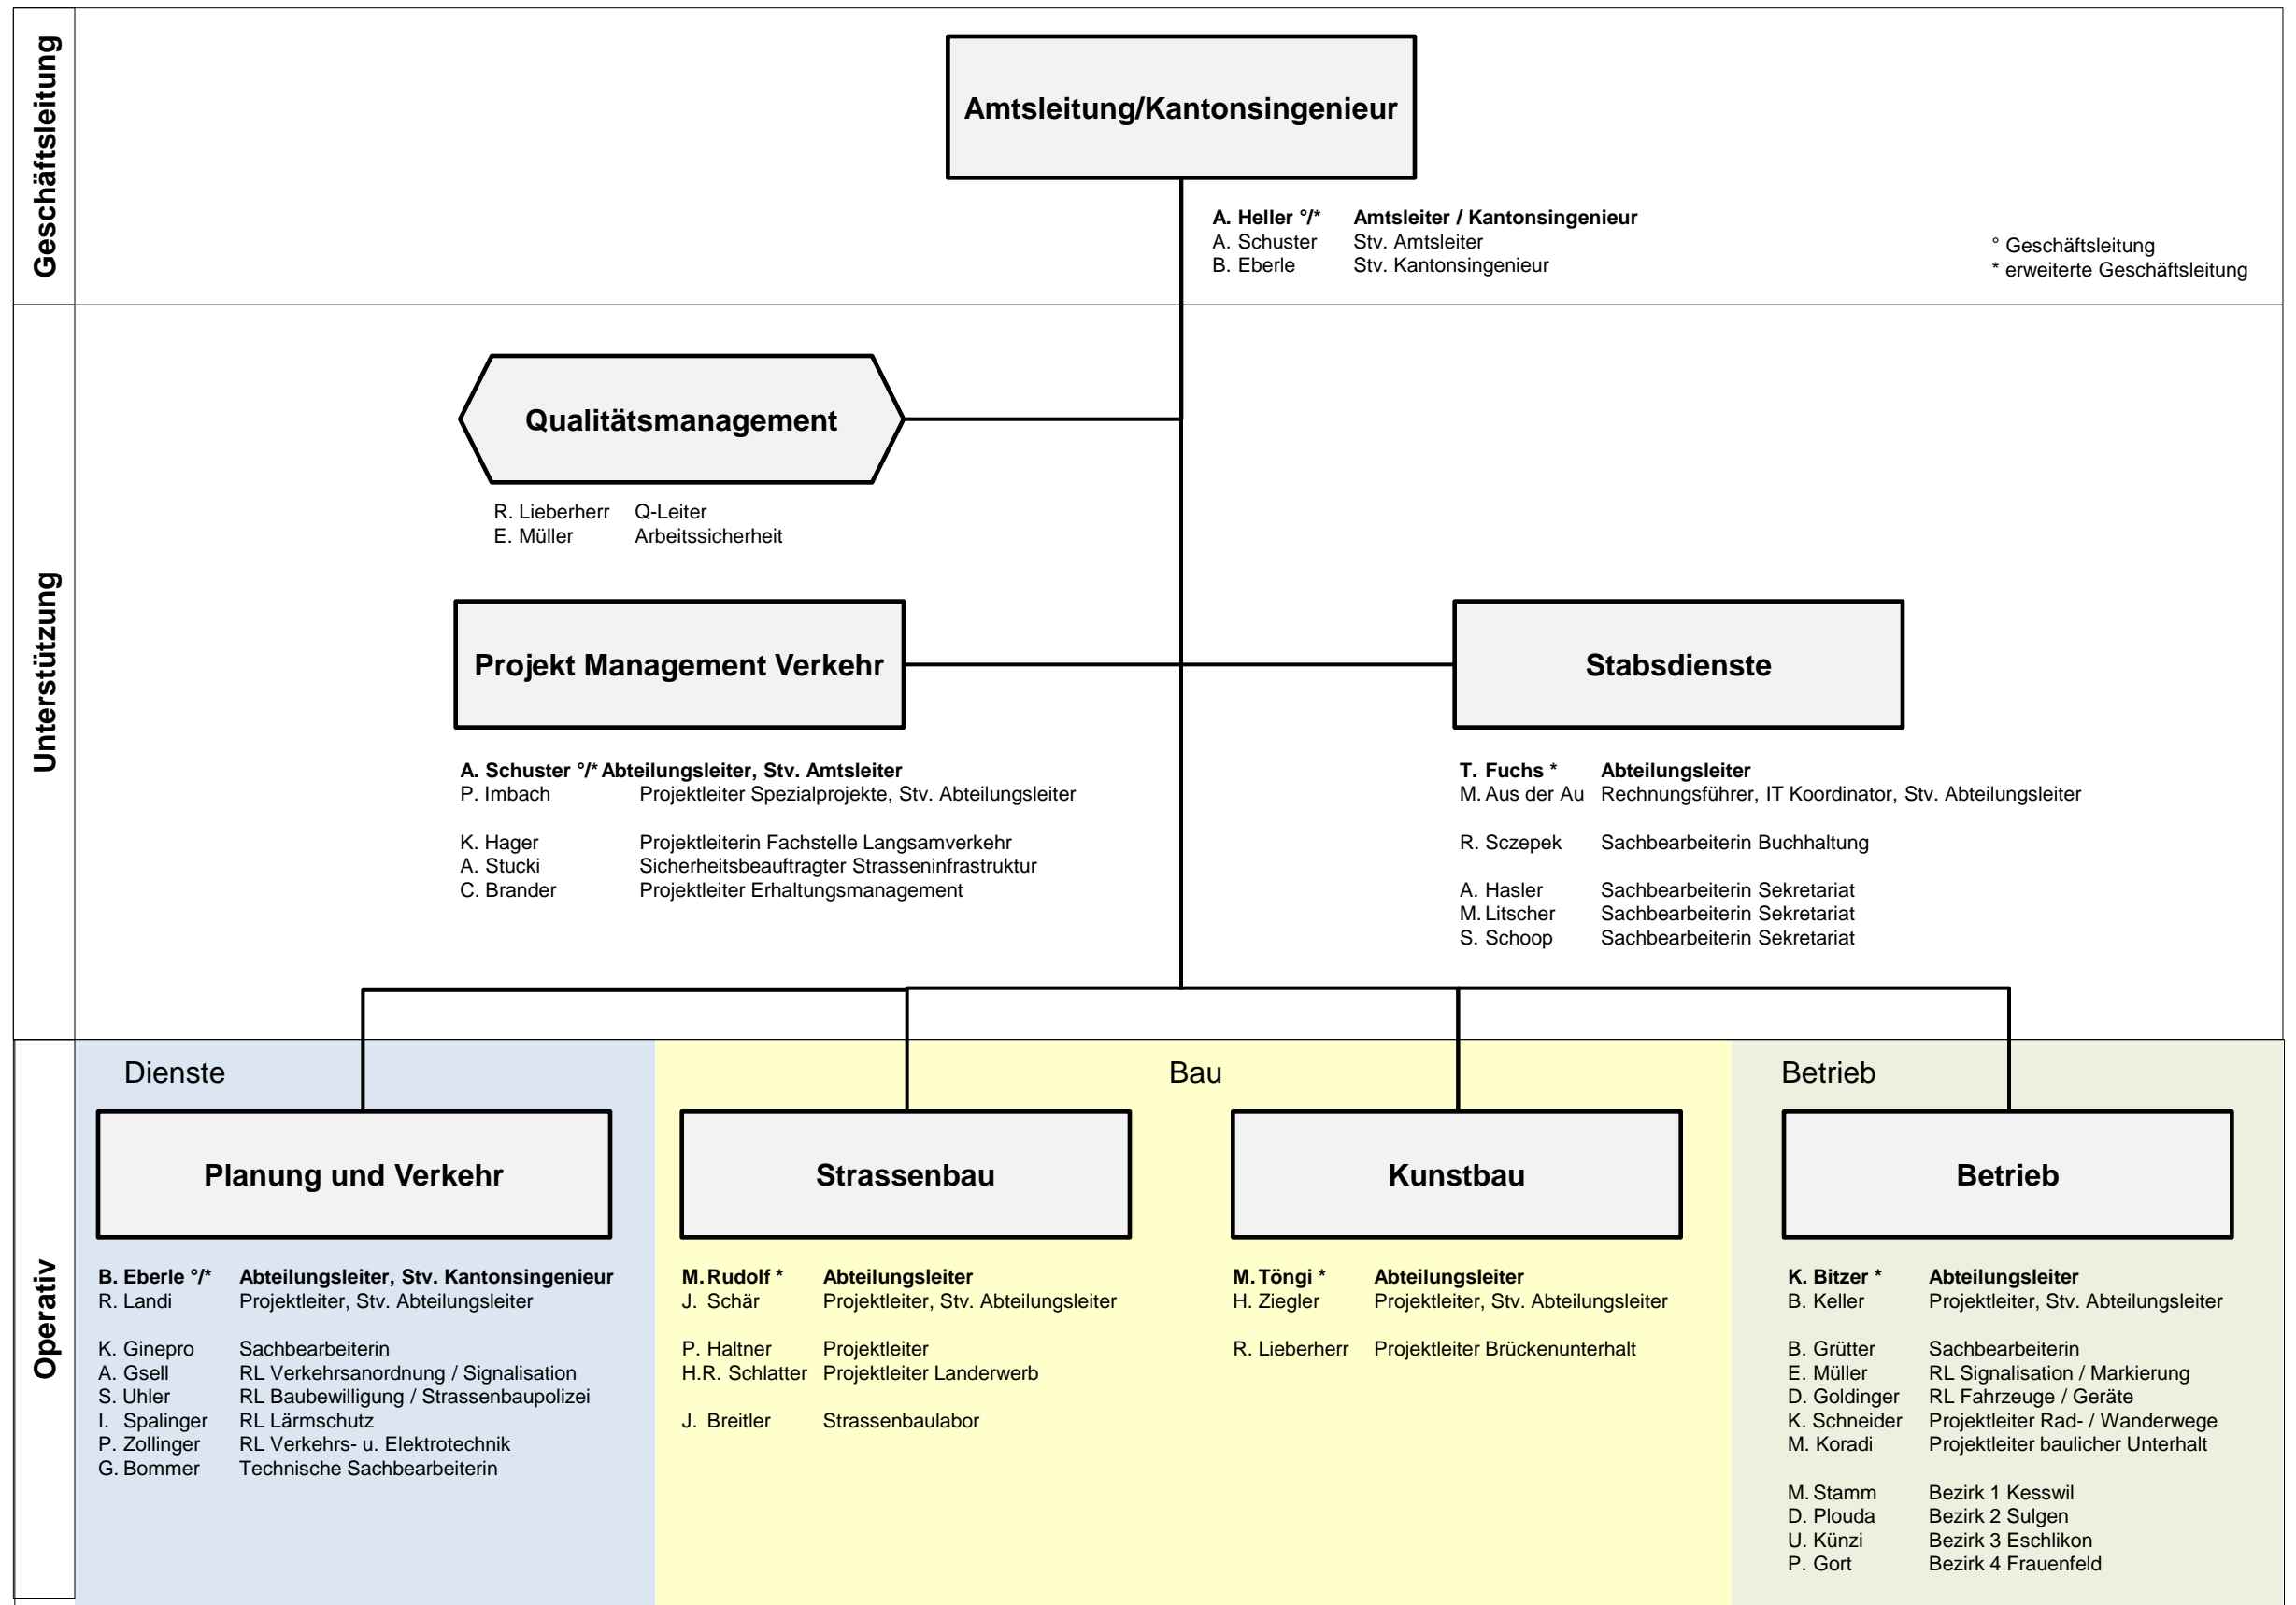 Geschäftsleitung
Amtsleitung/Kantonsingenieur
A. Heller °/* Amtsleiter / Kantonsingenieur
A. Schuster Stv. Amtsleiter
B. Eberle Stv. Kantonsingenieur
° Geschäftsleitung
* erweiterte Geschäftsleitung
Unterstützung
Qualitätsmanagement
R. Lieberherr Q-Leiter
E. Müller Arbeitssicherheit
Projekt Management Verkehr
A. Schuster °/* Abteilungsleiter, Stv. Amtsleiter
P. Imbach Projektleiter Spezialprojekte, Stv. Abteilungsleiter
K. Hager Projektleiterin Fachstelle Langsamverkehr
A. Stucki Sicherheitsbeauftragter Strasseninfrastruktur
C. Brander Projektleiter Erhaltungsmanagement
Stabsdienste
T. Fuchs * Abteilungsleiter
M. Aus der Au Rechnungsführer, IT Koordinator, Stv. Abteilungsleiter
R. Sczepek Sachbearbeiterin Buchhaltung
A. Hasler Sachbearbeiterin Sekretariat
M. Litscher Sachbearbeiterin Sekretariat
S. Schoop Sachbearbeiterin Sekretariat
Operativ
Dienste
Planung und Verkehr
B. Eberle °/* Abteilungsleiter, Stv. Kantonsingenieur
R. Landi Projektleiter, Stv. Abteilungsleiter
K. Ginepro Sachbearbeiterin
A. Gsell RL Verkehrsanordnung / Signalisation
S. Uhler RL Baubewilligung / Strassenbaupolizei
I. Spalinger RL Lärmschutz
P. Zollinger RL Verkehrs- u. Elektrotechnik
G. Bommer Technische Sachbearbeiterin
Bau
Strassenbau
M. Rudolf * Abteilungsleiter
J. Schär Projektleiter, Stv. Abteilungsleiter
P. Haltner Projektleiter
H.R. Schlatter Projektleiter Landerwerb
J. Breitler Strassenbaulabor
Kunstbau
M. Töngi * Abteilungsleiter
H. Ziegler Projektleiter, Stv. Abteilungsleiter
R. Lieberherr Projektleiter Brückenunterhalt
Betrieb
Betrieb
K. Bitzer * Abteilungsleiter
B. Keller Projektleiter, Stv. Abteilungsleiter
B. Grütter Sachbearbeiterin
E. Müller RL Signalisation / Markierung
D. Goldinger RL Fahrzeuge / Geräte
K. Schneider Projektleiter Rad- / Wanderwege
M. Koradi Projektleiter baulicher Unterhalt
M. Stamm Bezirk 1 Kesswil
D. Plouda Bezirk 2 Sulgen
U. Künzi Bezirk 3 Eschlikon
P. Gort Bezirk 4 Frauenfeld